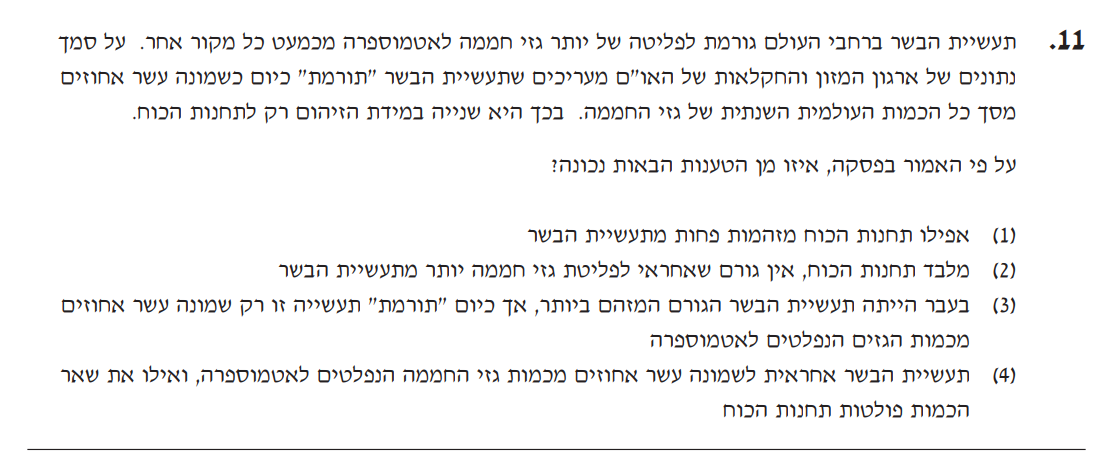 11. תעשיית הבשר ברחבי העולם גורמת לפליטה של יותר גזי חממה לאטמוספרה מכמעט כל מקור אחר. על סמך
נתונים של ארגון המזון והחקלאות של האו"ם מעריכים שתעשיית הבשר "תורמת" כיום כשמונה עשר אחוזים
מסך כל הכמות העולמית השנתית של גזי החממה. בכך היא שנייה במידת הזיהום רק לתחנות הכוח.
על פי האמור בפסקה, איזו מן הטענות הבאות נכונה?
(1) אפילו תחנות הכוח מזהמות פחות מתעשיית הבשר
(2) מלבד תחנות הכוח, אין גורם שאחראי לפליטת גזי חממה יותר מתעשיית הבשר
(3) בעבר הייתה תעשיית הבשר הגורם המזהם ביותר, אך כיום "תורמת" תעשייה זו רק שמונה עשר אחוזים
מכמות הגזים הנפלטים לאטמוספרה
(4) תעשיית הבשר אחראית לשמונה עשר אחוזים מכמות גזי החממה הנפלטים לאטמוספרה, ואילו את שאר
הכמות פולטות תחנות הכוח